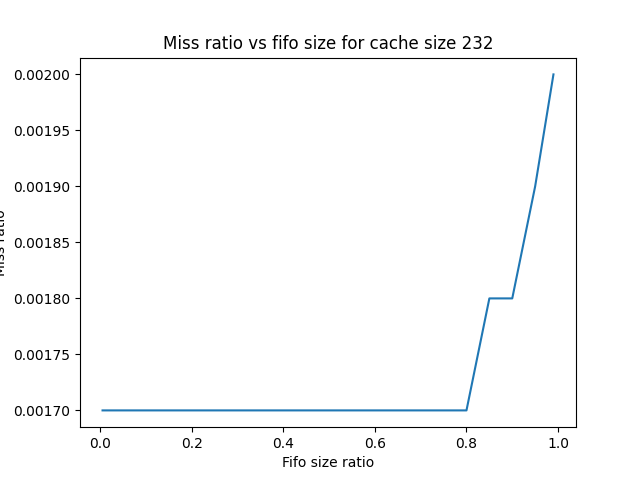 Miss ratio vs fifo size for cache size 232
0.00200
0.00195
0.00190
0.00185
0.00180
0.00175
0.00170
Miss ratio
0.0 0.2 0.4 0.6 0.8 1.0
Fifo size ratio